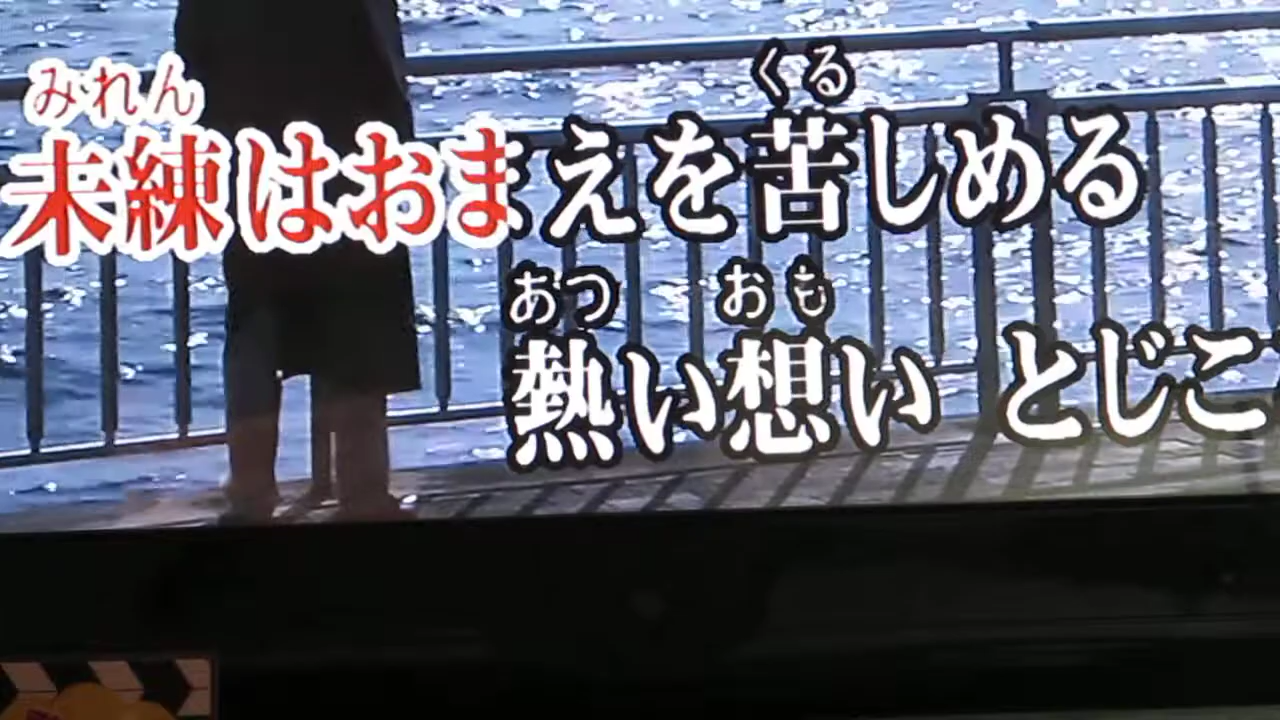 みれん
未練はおまえを苦しめる
くる
熱い想い とじこ
あつ おも